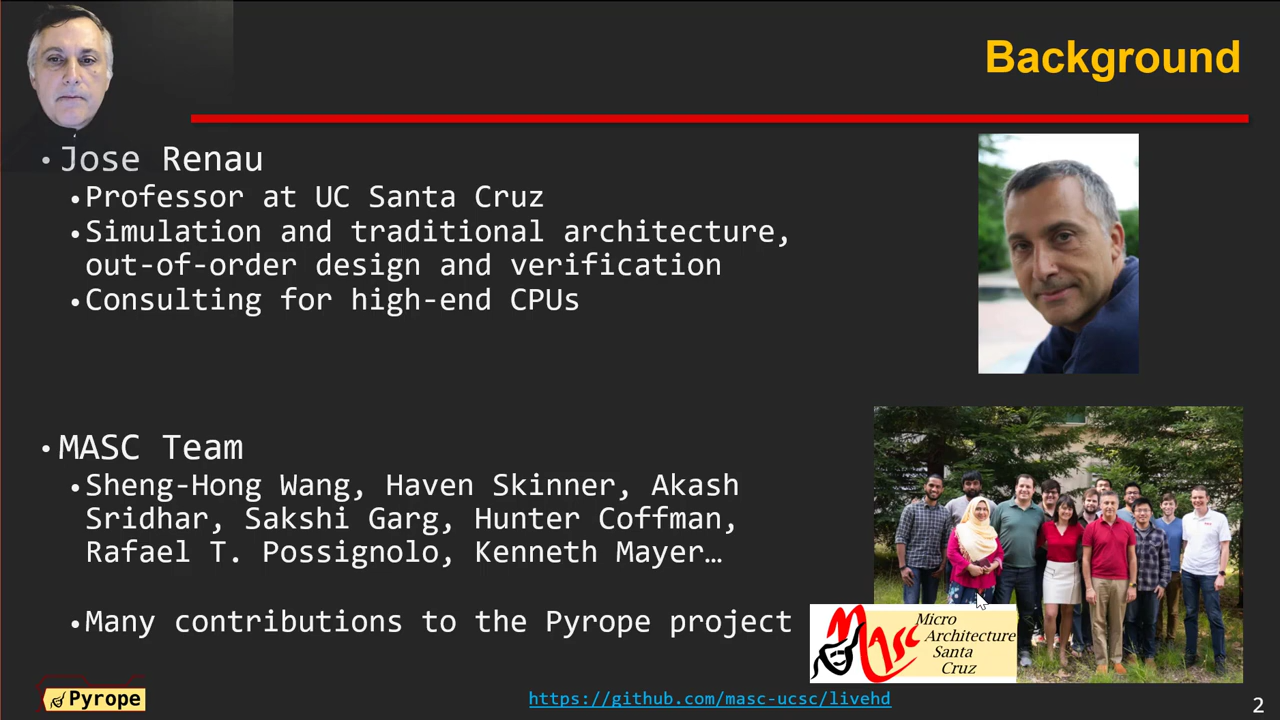 Background
• Jose Renau
• Professor at UC Santa Cruz
• Simulation and traditional architecture,
out-of-order design and verification
• Consulting for high-end CPUs
• MASC Team
• Sheng-Hong Wang, Haven Skinner, Akash
Sridhar, Sakshi Garg, Hunter Coffman,
Rafael T. Possignolo, Kenneth Mayer…
• Many contributions to the Pyrope project
Masc
Micro
Architecture
Santa
Cruz
Pyrope
https://github.com/masc-ucsc/livehd
2